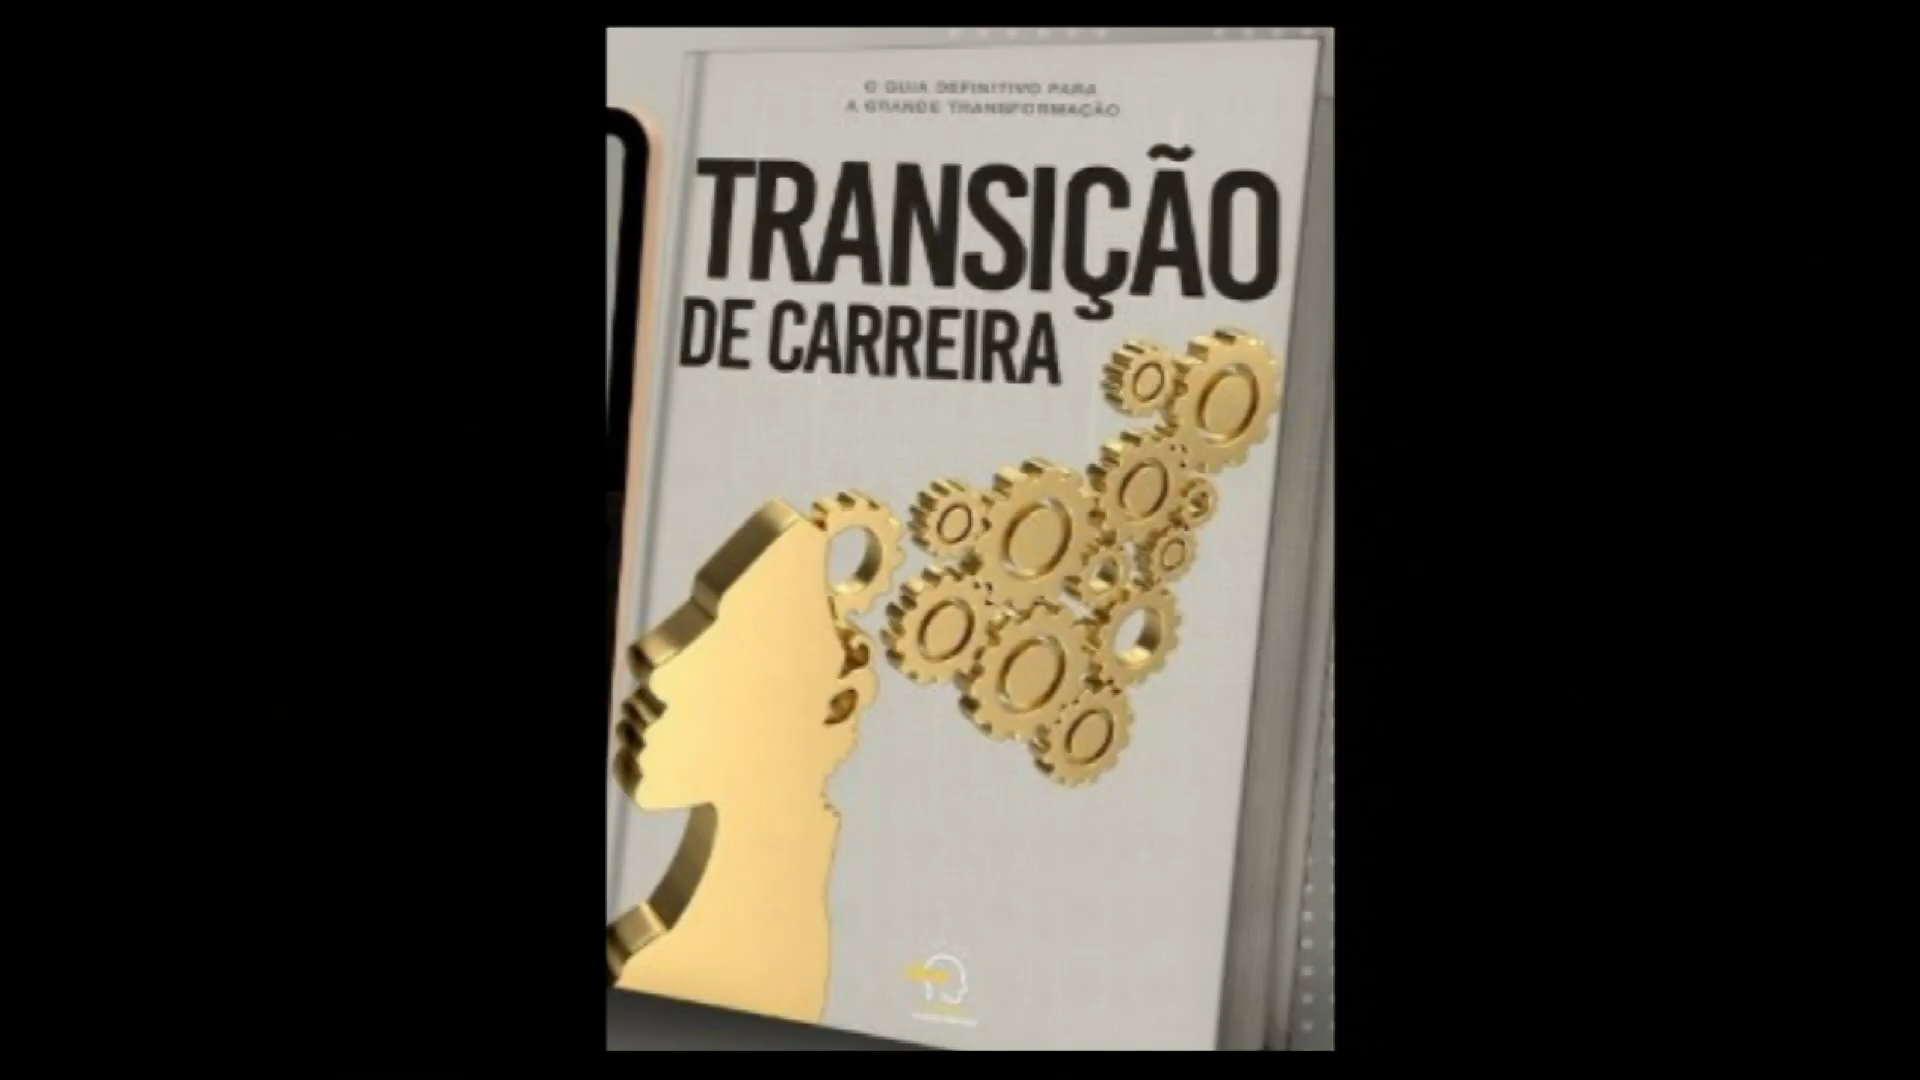 O GUIA DEFINITIVO PARA
A GRANDE TRANSFORMAÇÃO
TRANSIÇÃO
DE CARREIRA